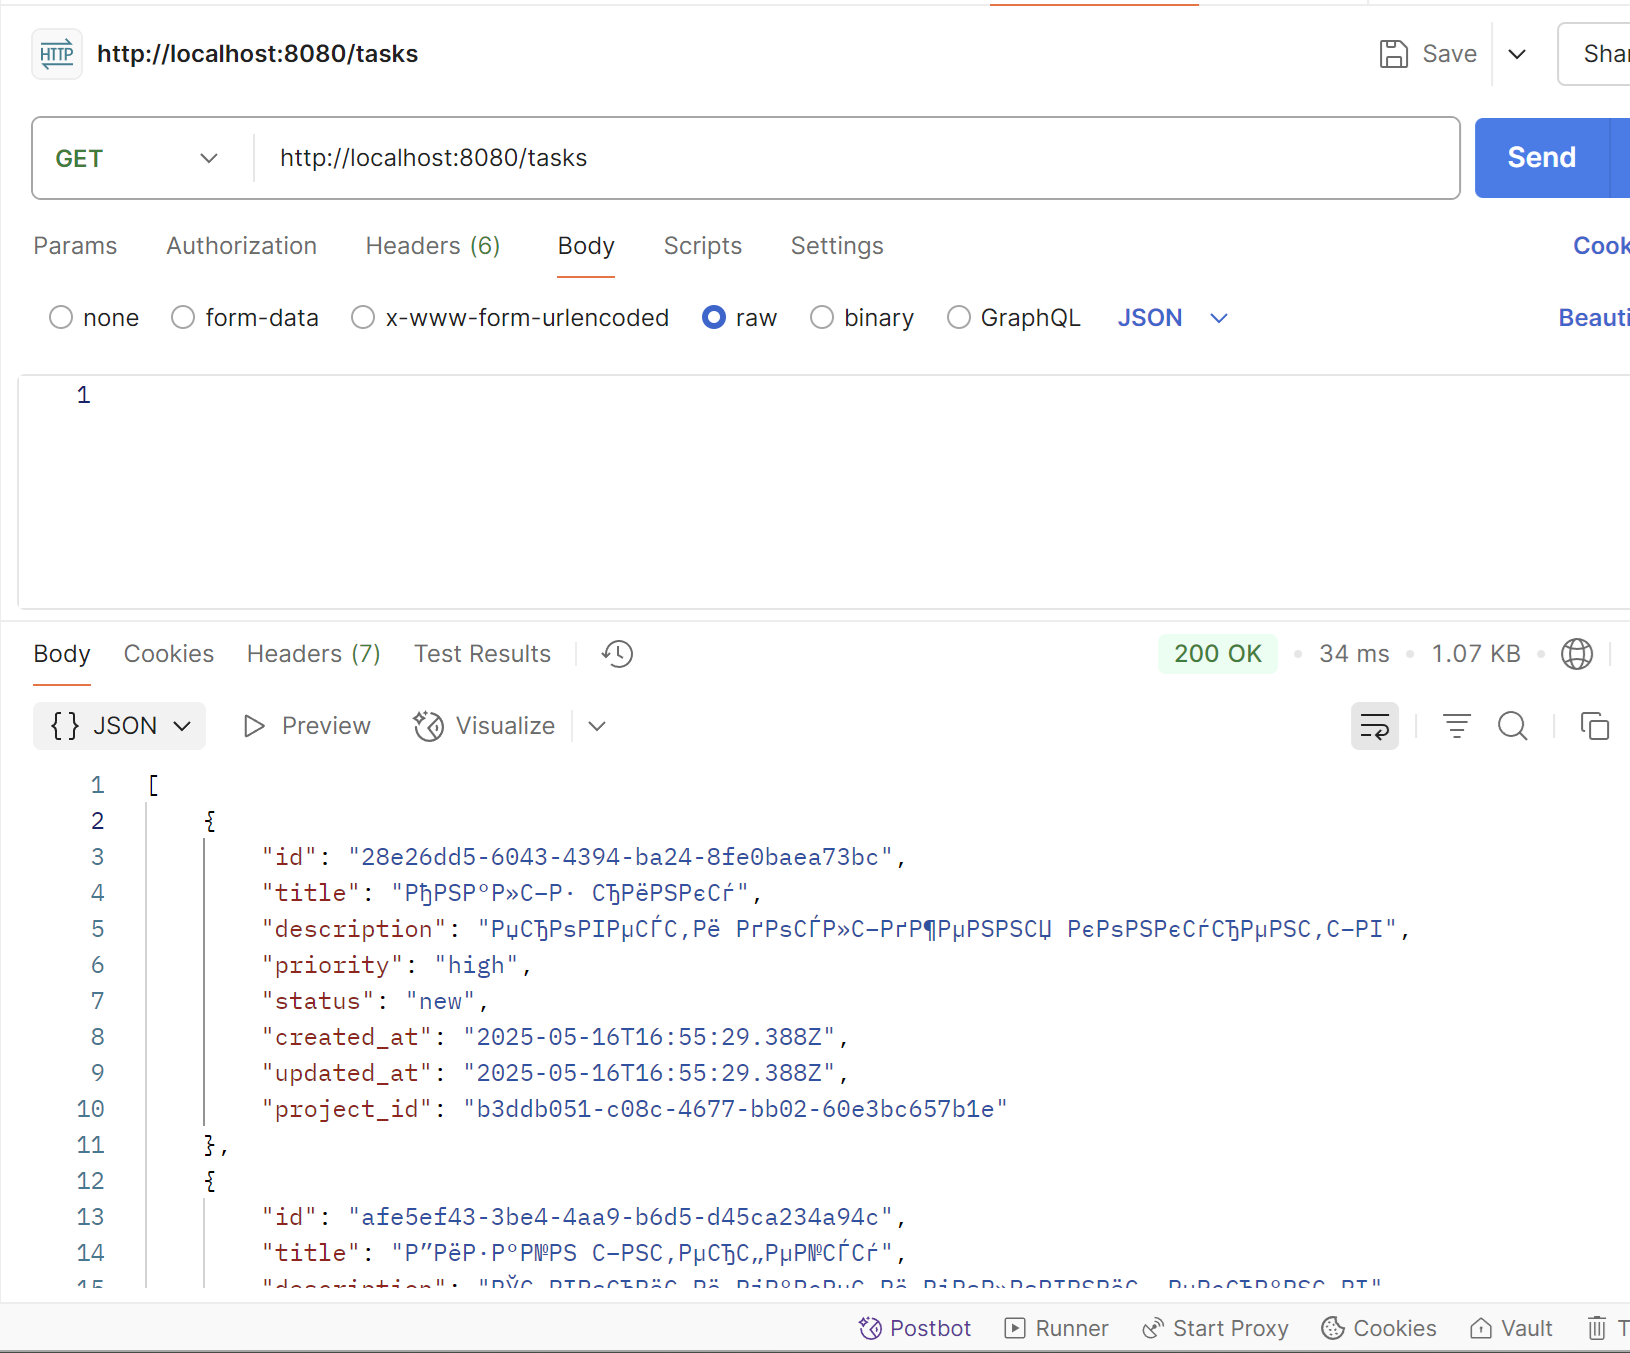 HTTP http://localhost:8080/tasks Save
GET http://localhost:8080/tasks Send
Params Authorization Headers (6) Body Scripts Settings
none form-data x-www-form-urlencoded raw binary GraphQL JSON
1
Body Cookies Headers (7) Test Results 200 OK • 34 ms • 1.07 KB •
{} JSON Preview Visualize
1 [
2 {
3 "id": "28e26dd5-6043-4394-ba24-8fe0baea73bc",
4 "title": "РђРЅР°Р»С–Р· СЂРёРЅРєСѓ",
5 "description": "РџСЂРѕРІРµСЃС‚Рё РґРѕСЃР»С–РґР¶РµРЅРЅСЏ РєРѕРЅРєСѓСЂРµРЅС‚С–РІ",
6 "priority": "high",
7 "status": "new",
8 "created_at": "2025-05-16T16:55:29.388Z",
9 "updated_at": "2025-05-16T16:55:29.388Z",
10 "project_id": "b3ddb051-c08c-4677-bb02-60e3bc657b1e"
11 },
12 {
13 "id": "afe5ef43-3be4-4aa9-b6d5-d45ca234a94c",
14 "title": "Р”РёР·Р°Р№РЅ С–РЅС‚РµСЂС„РµР№СЃСѓ",
15 "description":
Postbot Runner Start Proxy Cookies Vault